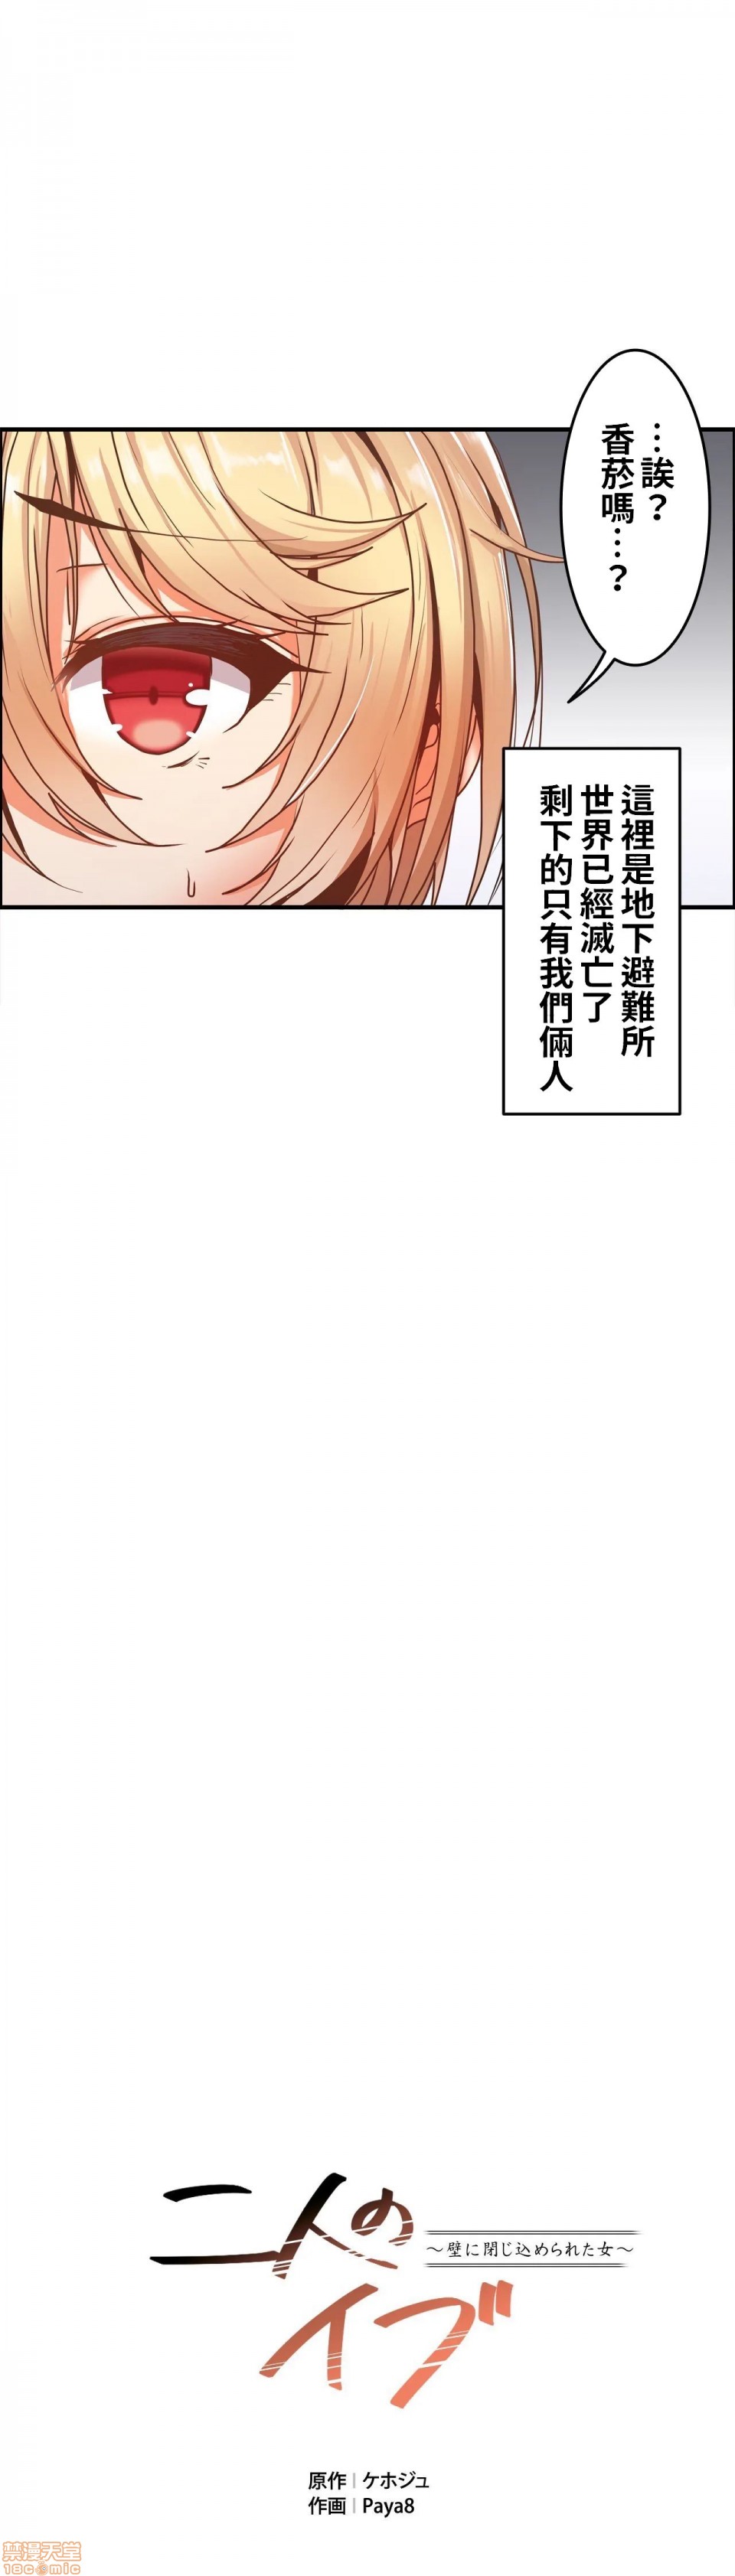 …誒？
香菸嗎…？
這裡是地下避難所
世界已經滅亡了
剩下的只有我們倆人
二人の
イブ
～壁に閉じ込められた女～
原作｜ケホジュ
作画｜Paya8
禁漫天堂
18comic